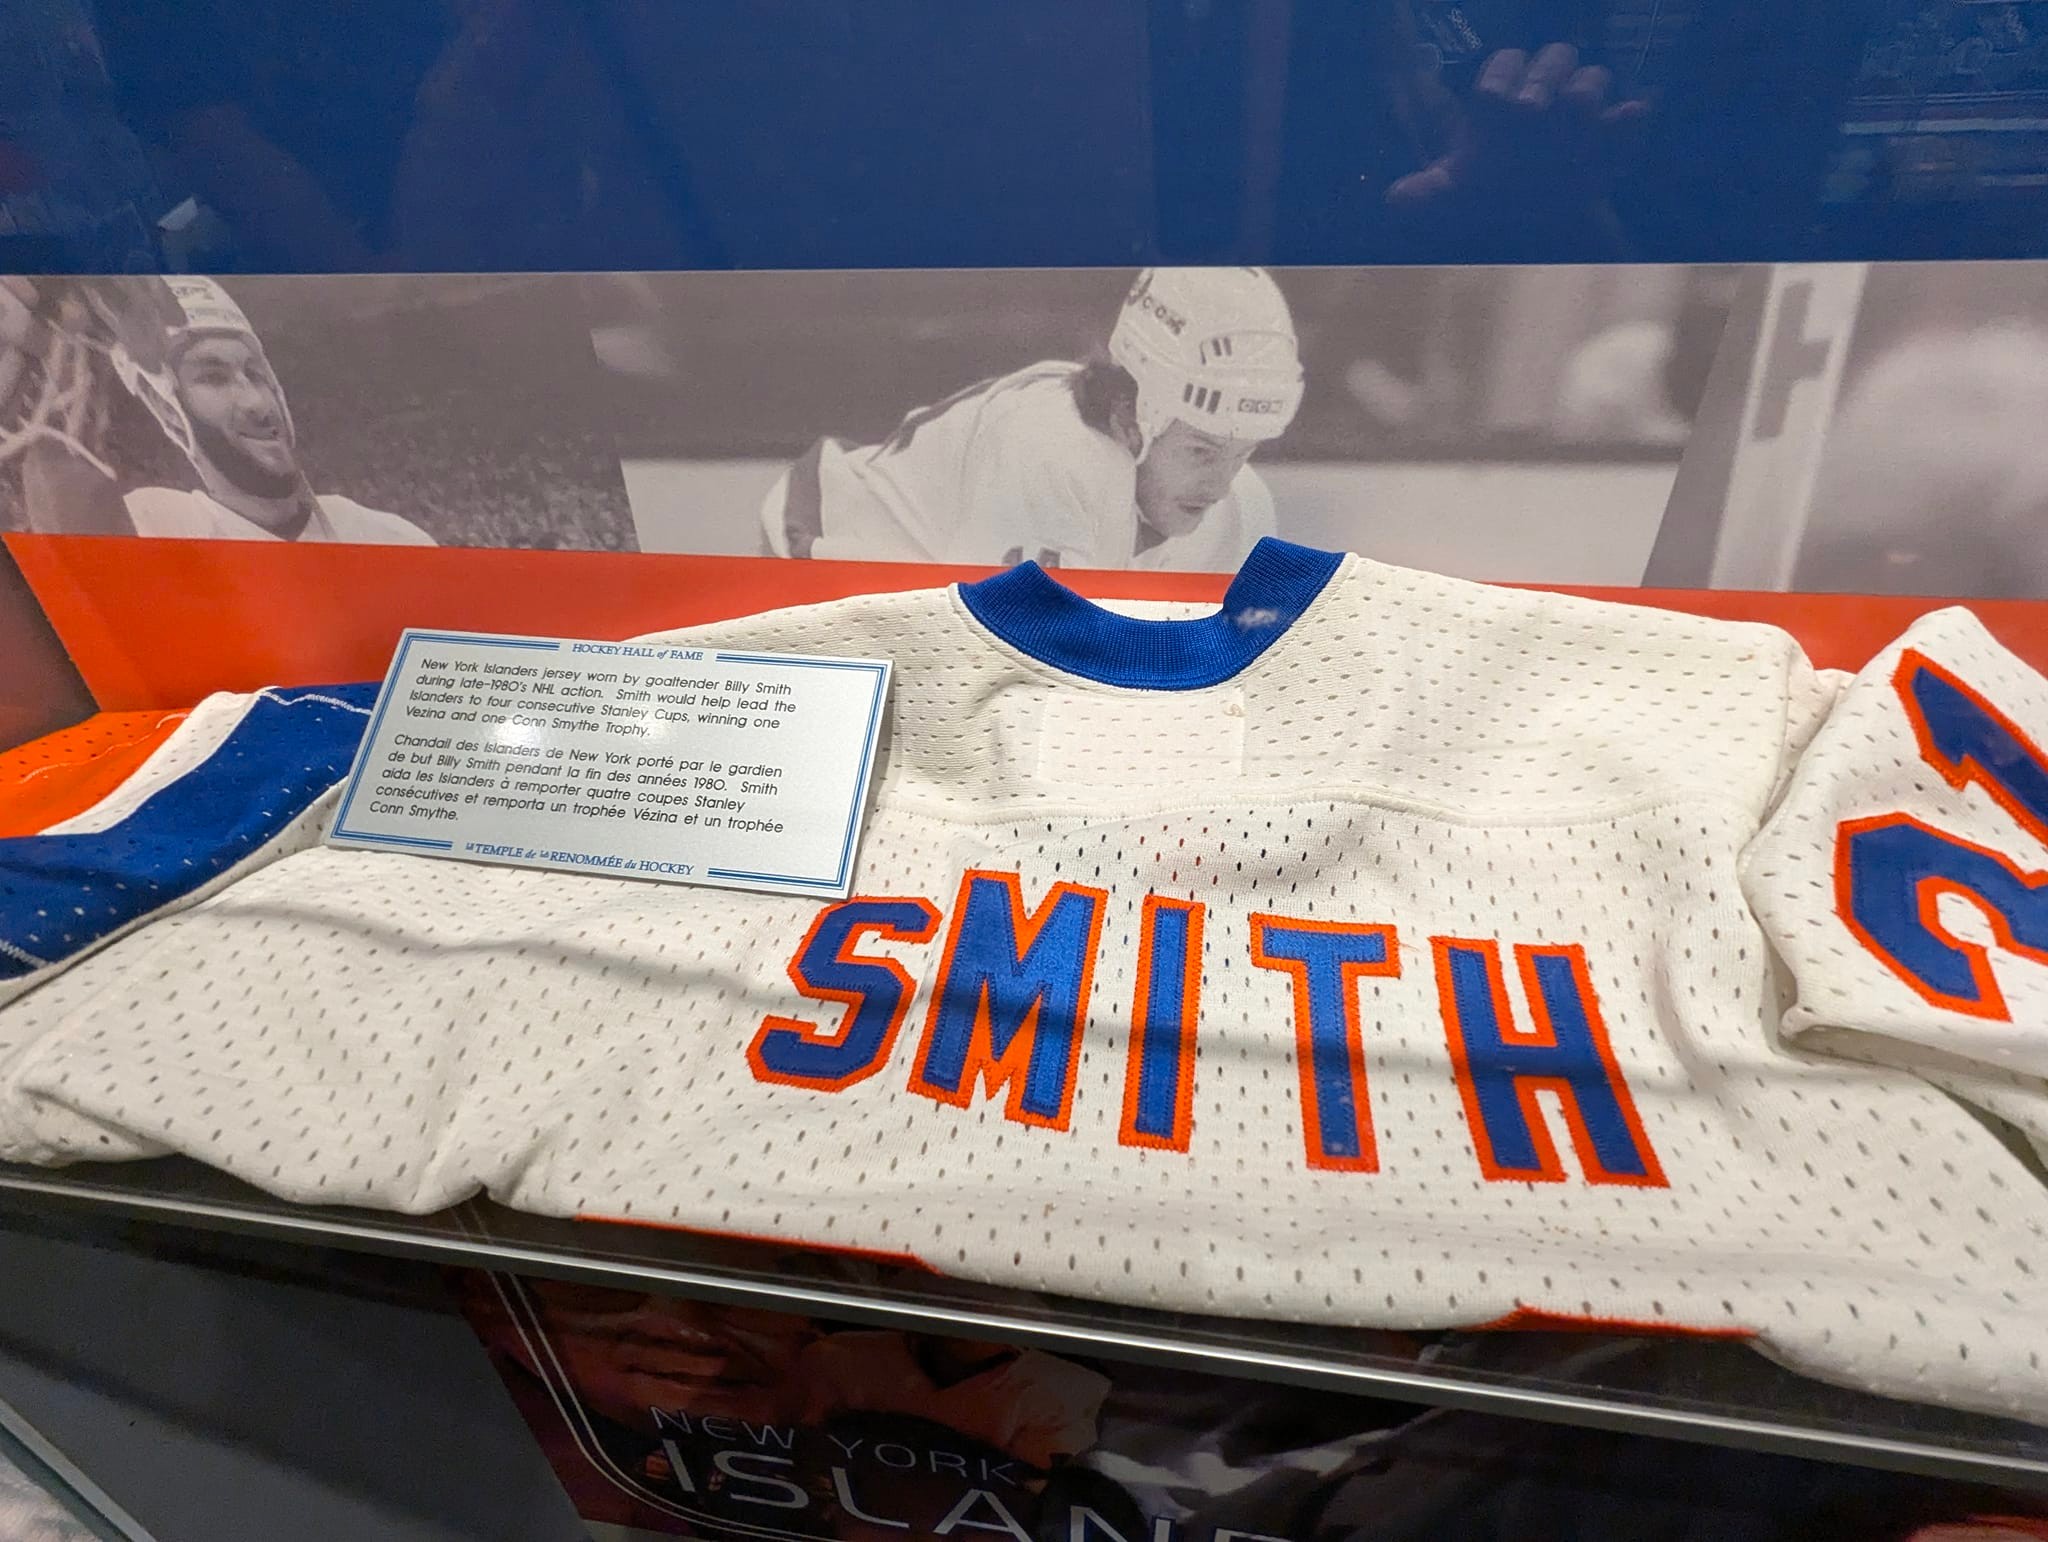 CCM
CCM
HOCKEY HALL of FAME
New York Islanders jersey worn by goaltender Billy Smith
during late-1980's NHL action. Smith would help lead the
Islanders to four consecutive Stanley Cups, winning one
Vezina and one Conn Smythe Trophy.
Chandail des Islanders de New York porté par le gardien
de but Billy Smith pendant la fin des années 1980. Smith
aida les Islanders à remporter quatre coupes Stanley
consécutives et remporta un trophée Vézina et un trophée
Conn Smythe.
LE TEMPLE de la RENOMMÉE du HOCKEY
SMITH
31
NEW YORK
ISLAND